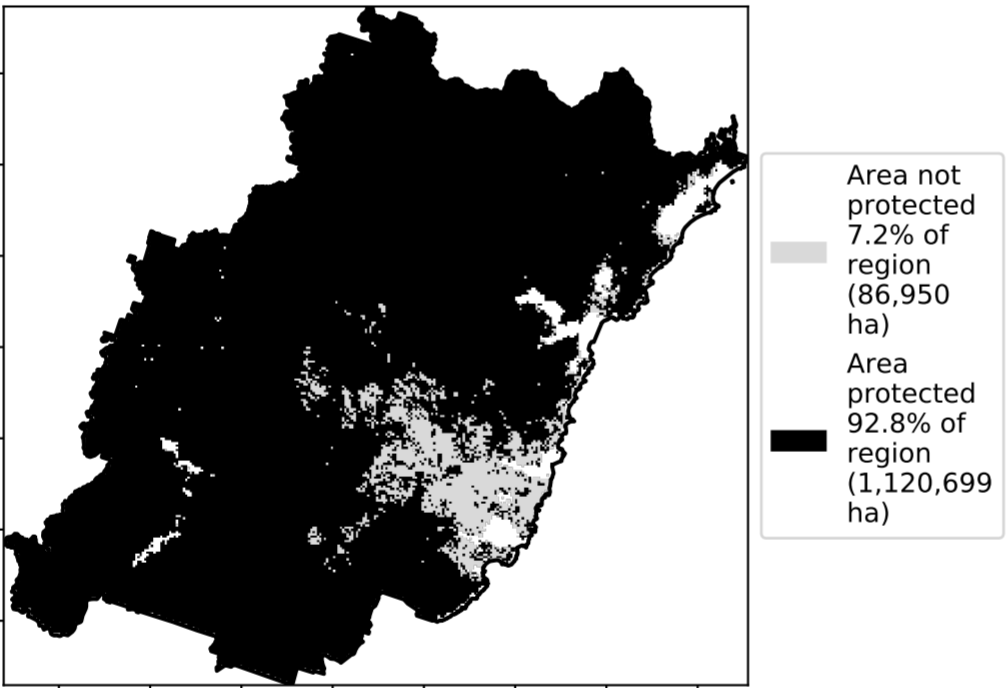 Area not
protected
7.2% of
region
(86,950
ha)
Area
protected
92.8% of
region
(1,120,699
ha)